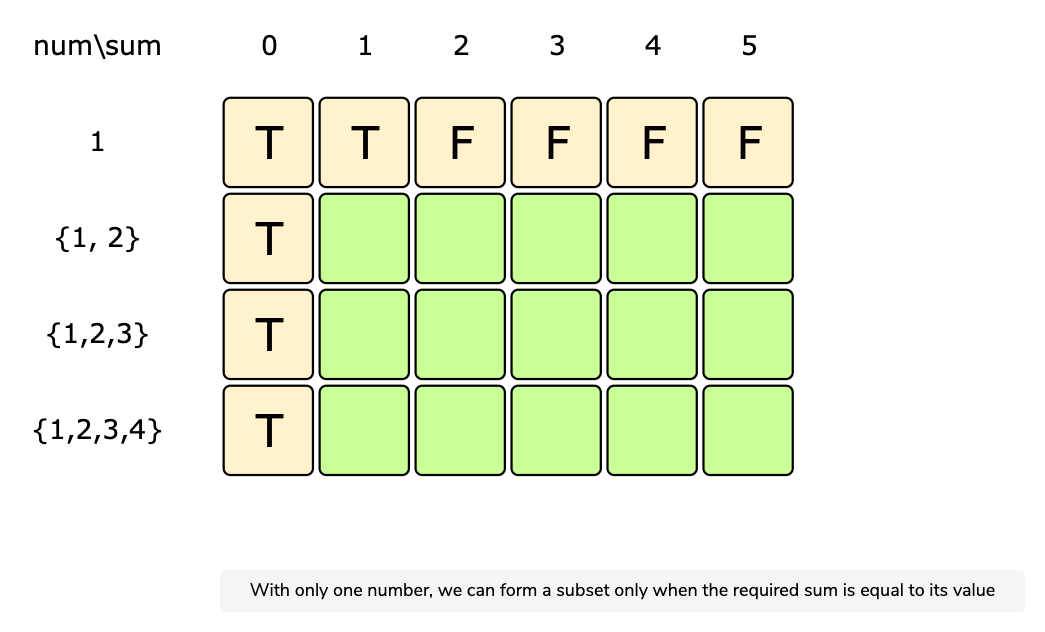 num\sum 0 1 2 3 4 5
1 T T F F F F
{1, 2} T
{1,2,3} T
{1,2,3,4} T
With only one number, we can form a subset only when the required sum is equal to its value